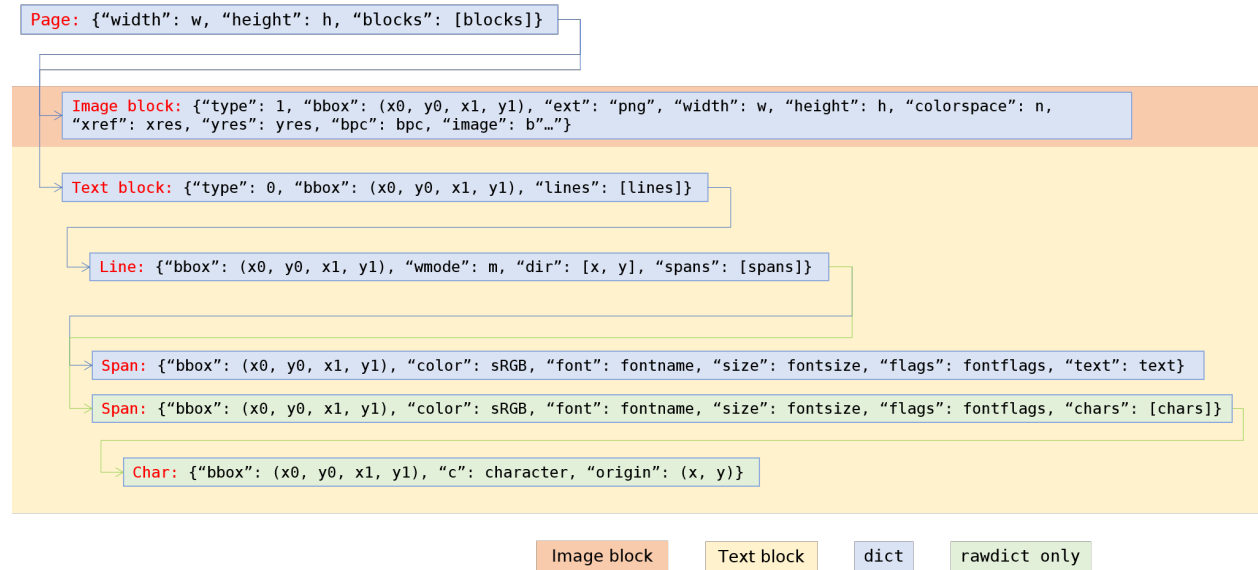 Page: {“width”: w, “height”: h, “blocks”: [blocks]}
Image block: {“type”: 1, “bbox”: (x0, y0, x1, y1), “ext”: “png”, “width”: w, “height”: h, “colorspace”: n,
“xref”: xres, “yres”: yres, “bpc”: bpc, “image”: b”…”}
Text block: {“type”: 0, “bbox”: (x0, y0, x1, y1), “lines”: [lines]}
Line: {“bbox”: (x0, y0, x1, y1), “wmode”: m, “dir”: [x, y], “spans”: [spans]}
Span: {“bbox”: (x0, y0, x1, y1), “color”: sRGB, “font”: fontname, “size”: fontsize, “flags”: fontflags, “text”: text}
Span: {“bbox”: (x0, y0, x1, y1), “color”: sRGB, “font”: fontname, “size”: fontsize, “flags”: fontflags, “chars”: [chars]}
Char: {“bbox”: (x0, y0, x1, y1), “c”: character, “origin”: (x, y)}
Image block
Text block
dict
rawdict only